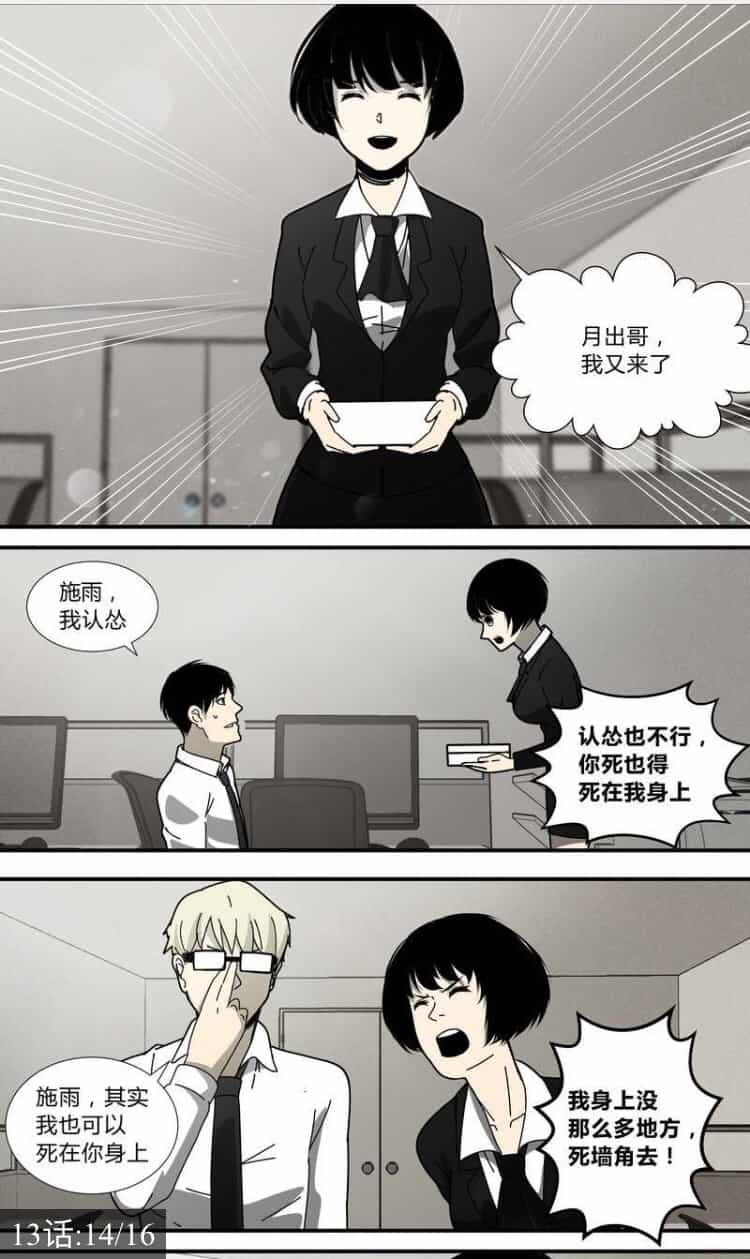 月出哥，
我又来了
施雨，
我认怂
认怂也不行，
你死也得
死在我身上
施雨，其实
我也可以
死在你身上
我身上没
那么多地方，
死墙角去！
13话:14/16